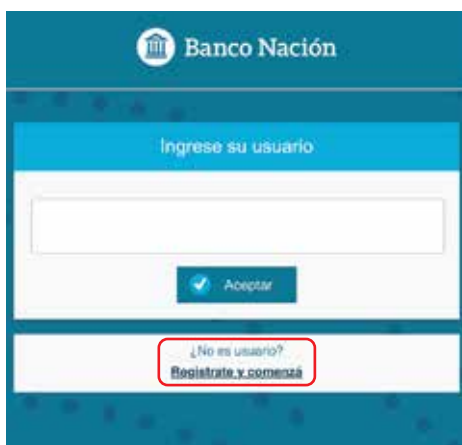 Banco Nación
Ingrese su usuario
Aceptar
¿No es usuario?
Registrate y comenzá